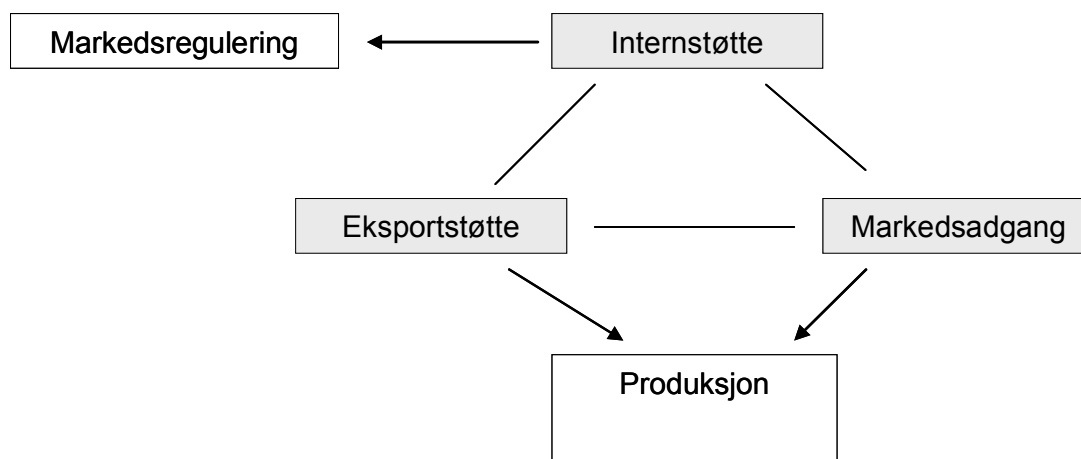 Markedsregulering
Internstøtte
Eksportstøtte
Markedsadgang
Produksjon